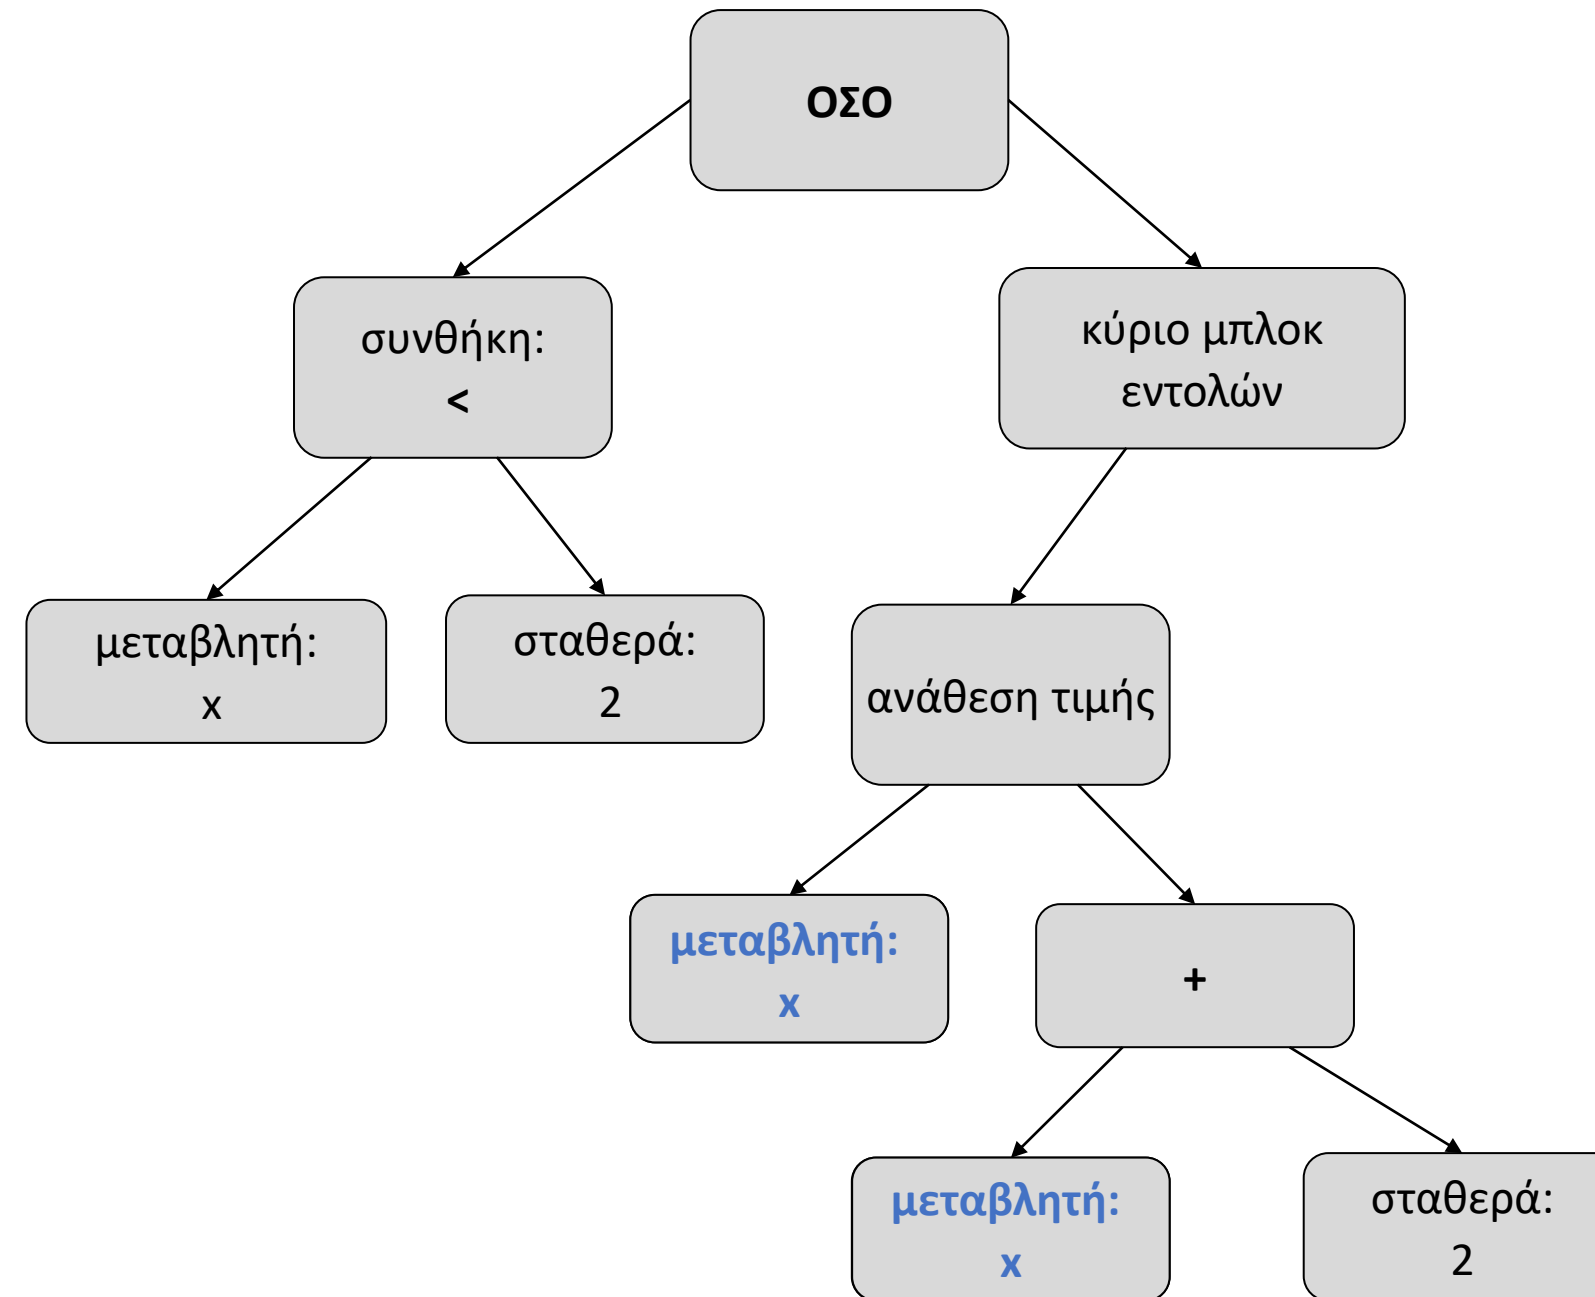 ΟΣΟ
συνθήκη:
<
κύριο μπλοκ
εντολών
μεταβλητή:
x
σταθερά:
2
ανάθεση τιμής
μεταβλητή:
x
+
μεταβλητή:
x
σταθερά:
2